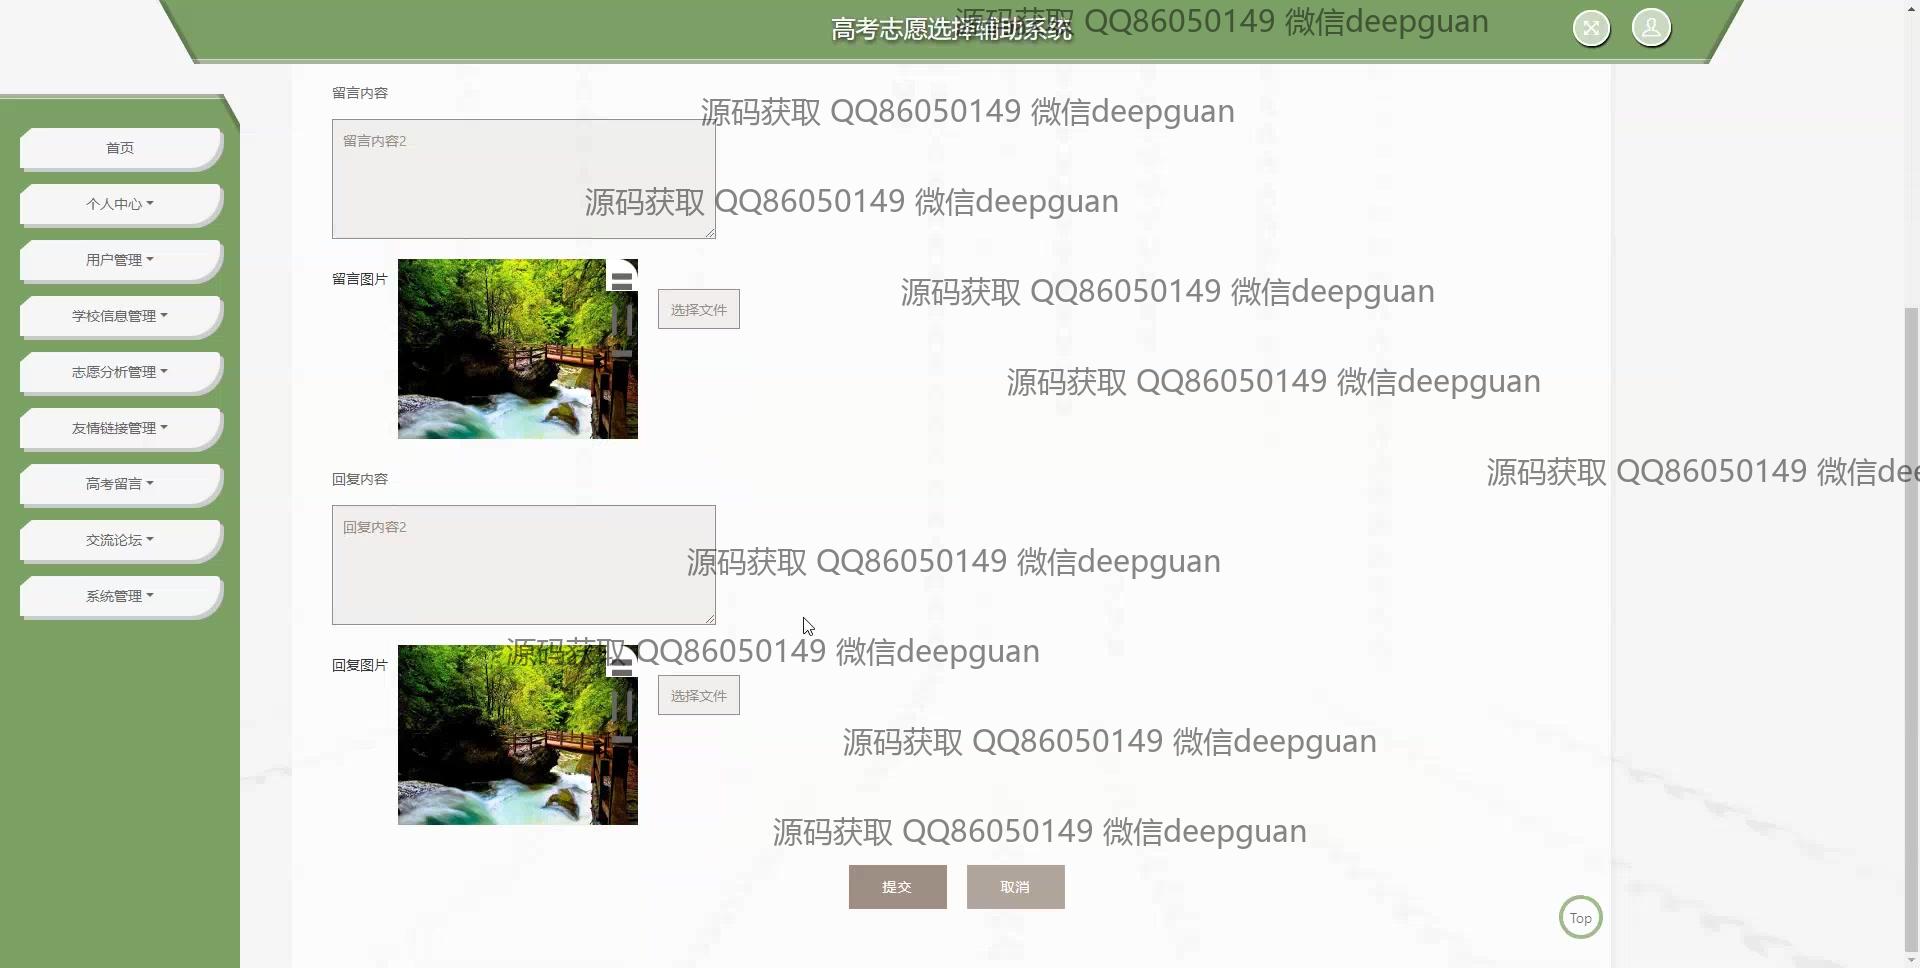 高考志愿选择辅助系统
源码获取 QQ86050149 微信deepguan
留言内容
源码获取 QQ86050149 微信deepguan
留言内容2
首页
源码获取 QQ86050149 微信deepguan
个人中心
用户管理
留言图片
源码获取 QQ86050149 微信deepguan
选择文件
学校信息管理
志愿分析管理
源码获取 QQ86050149 微信deepguan
友情链接管理
源码获取 QQ86050149 微信dee
回复内容
高考留言
回复内容2
交流论坛
源码获取 QQ86050149 微信deepguan
系统管理
源码获取 QQ86050149 微信deepguan
回复图片
选择文件
源码获取 QQ86050149 微信deepguan
源码获取 QQ86050149 微信deepguan
提交
取消
Top